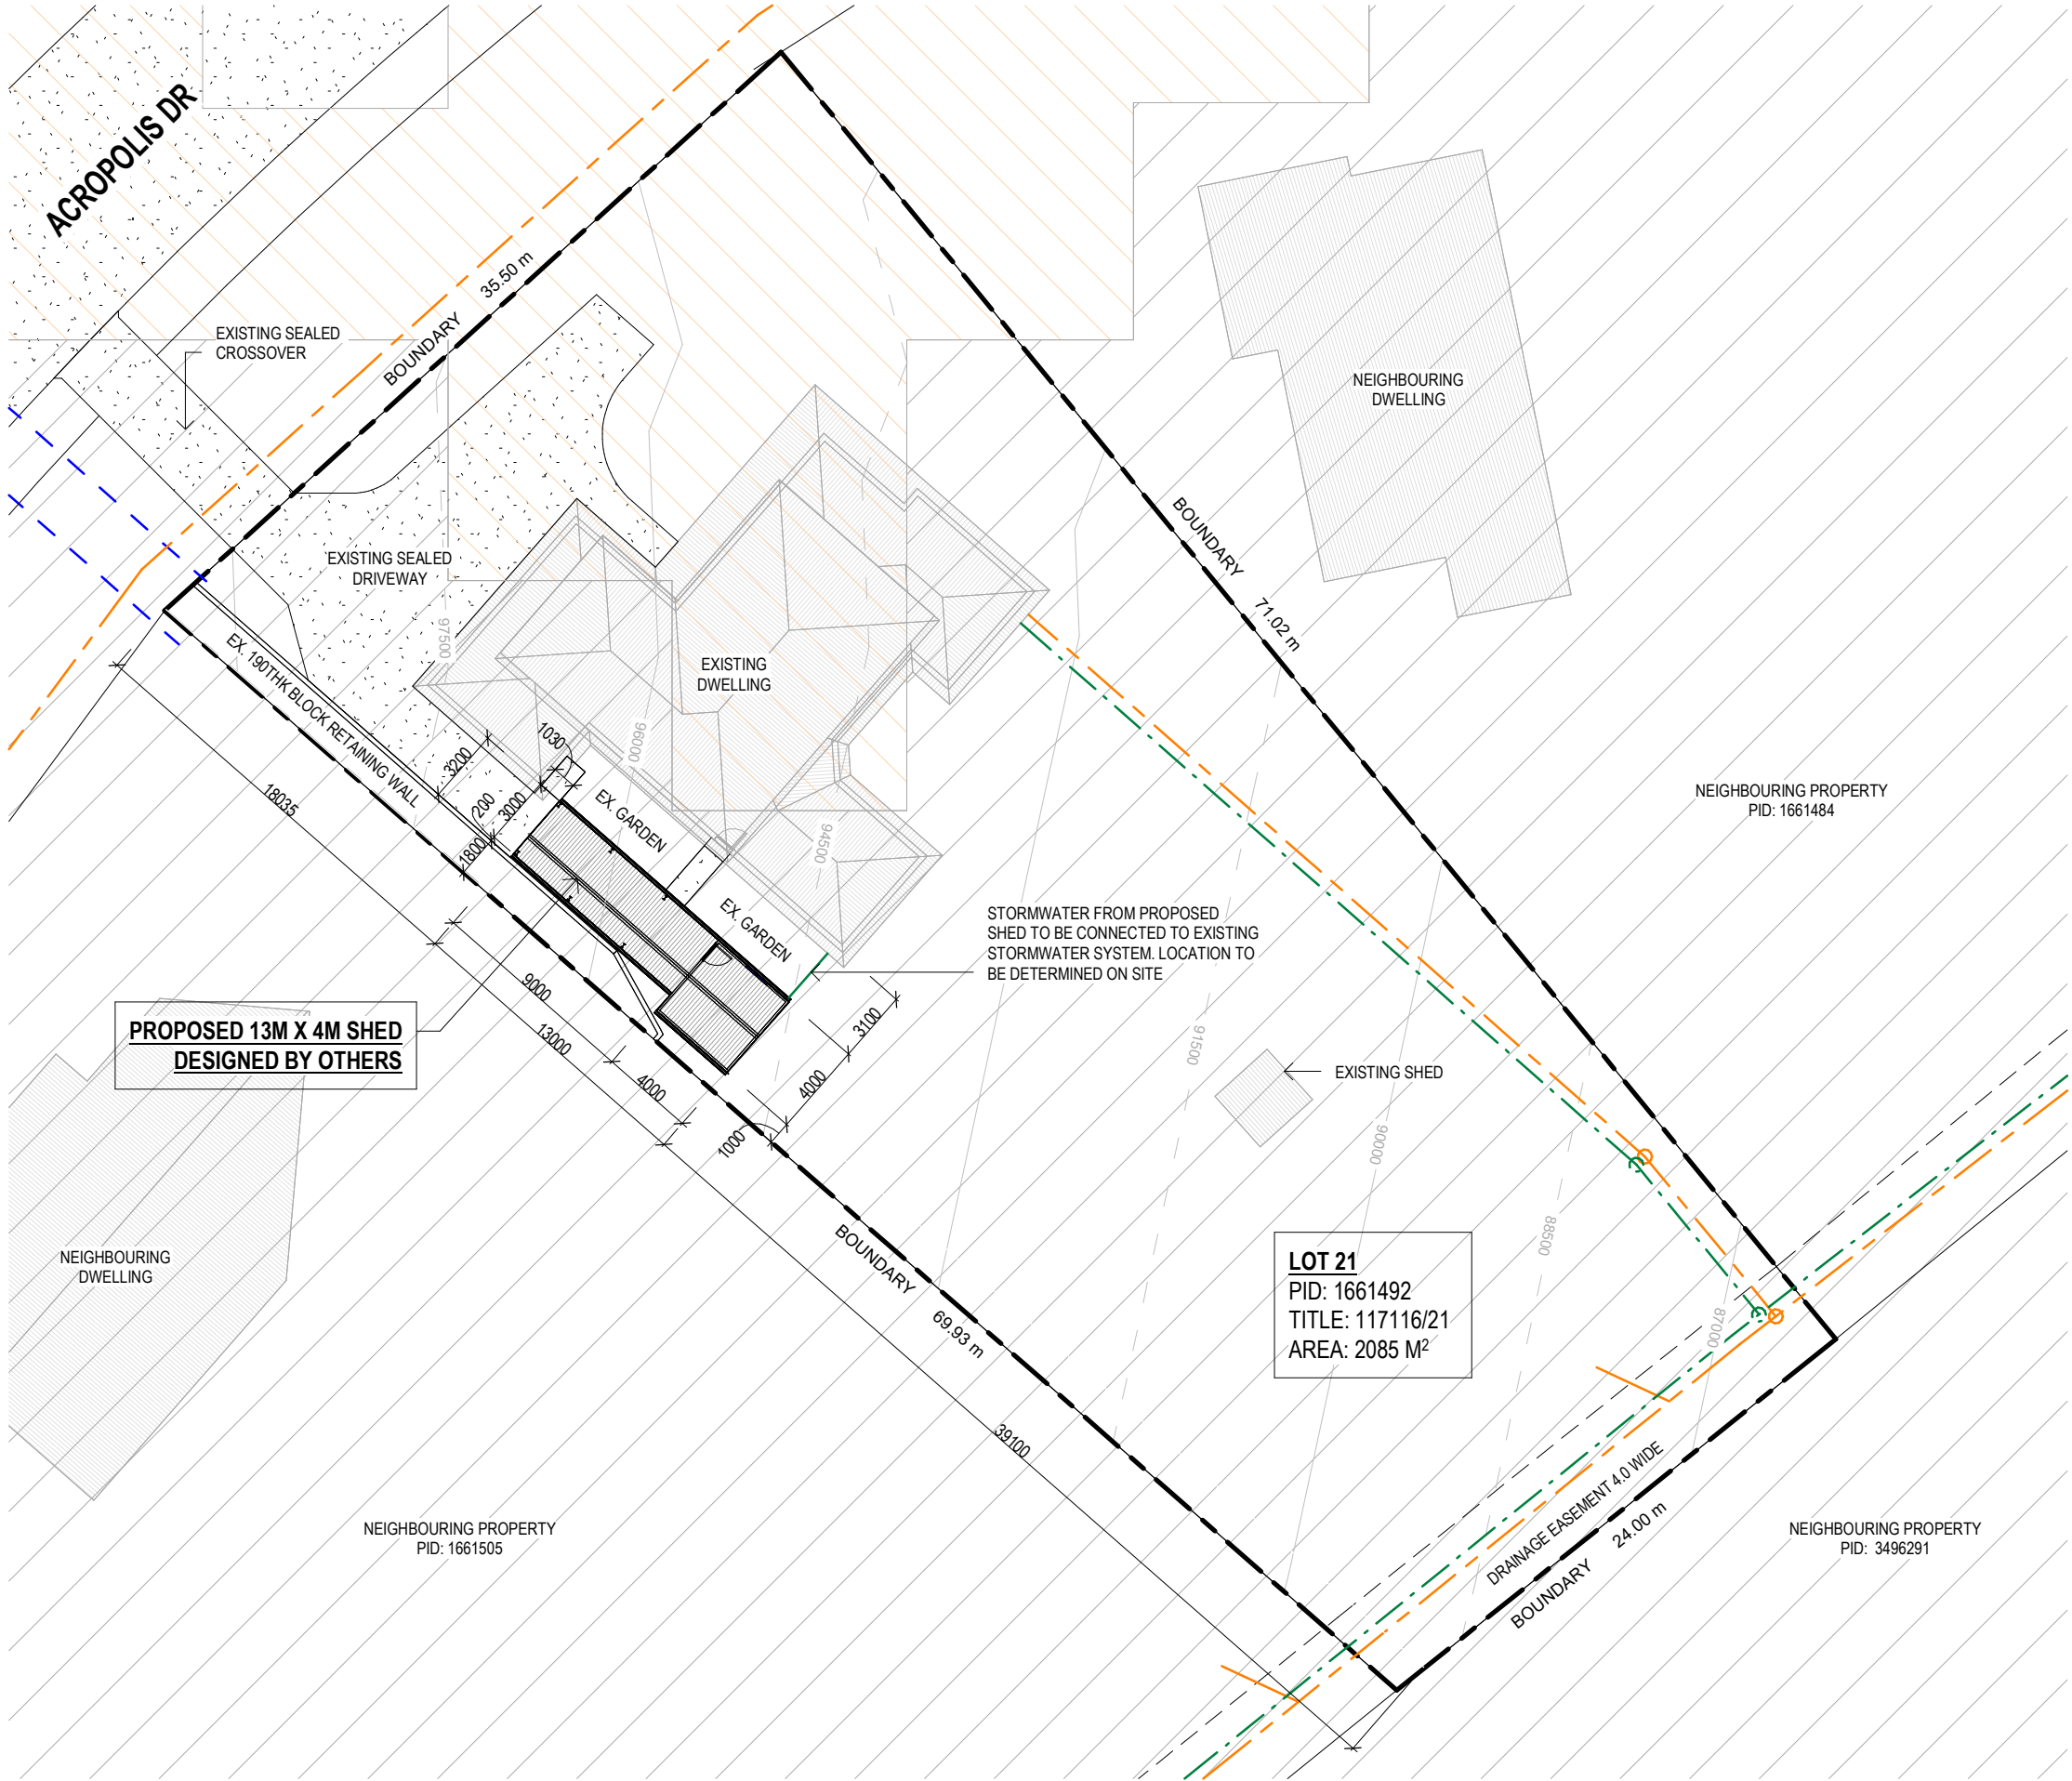 ACROPOLIS DR
35.50 m
BOUNDARY
EXISTING SEALED
CROSSOVER
NEIGHBOURING
DWELLING
BOUNDARY
71.02 m
EXISTING SEALED
DRIVEWAY
97500
EX. 190THK BLOCK RETAINING WALL
EXISTING
DWELLING
96000
94500
1030
3200
200
3000
1800
18035
EX. GARDEN
EX. GARDEN
NEIGHBOURING PROPERTY
PID: 1661484
STORMWATER FROM PROPOSED
SHED TO BE CONNECTED TO EXISTING
STORMWATER SYSTEM. LOCATION TO
BE DETERMINED ON SITE
PROPOSED 13M X 4M SHED
DESIGNED BY OTHERS
9000
13000
4000
3100
4000
1000
91500
EXISTING SHED
90000
88500
87000
NEIGHBOURING
DWELLING
BOUNDARY
69.93 m
39100
LOT 21
PID: 1661492
TITLE: 117116/21
AREA: 2085 M²
DRAINAGE EASEMENT 4.0 WIDE
BOUNDARY
24.00 m
NEIGHBOURING PROPERTY
PID: 1661505
NEIGHBOURING PROPERTY
PID: 3496291